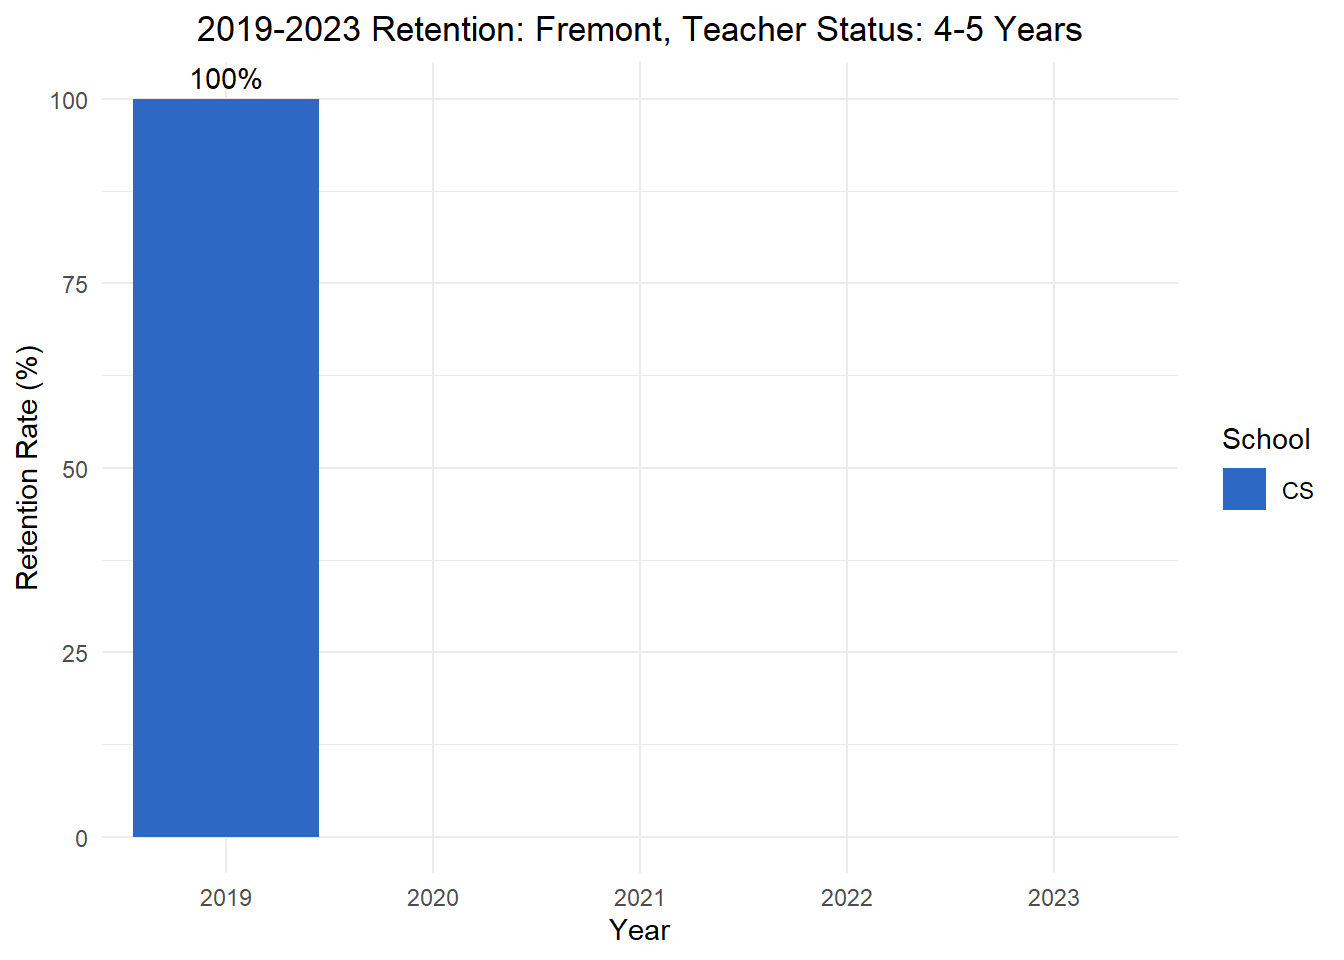 2019-2023 Retention: Fremont, Teacher Status: 4-5 Years
100%
100
75
50
25
0
Retention Rate (%)
2019 2020 2021 2022 2023
Year
School
CS